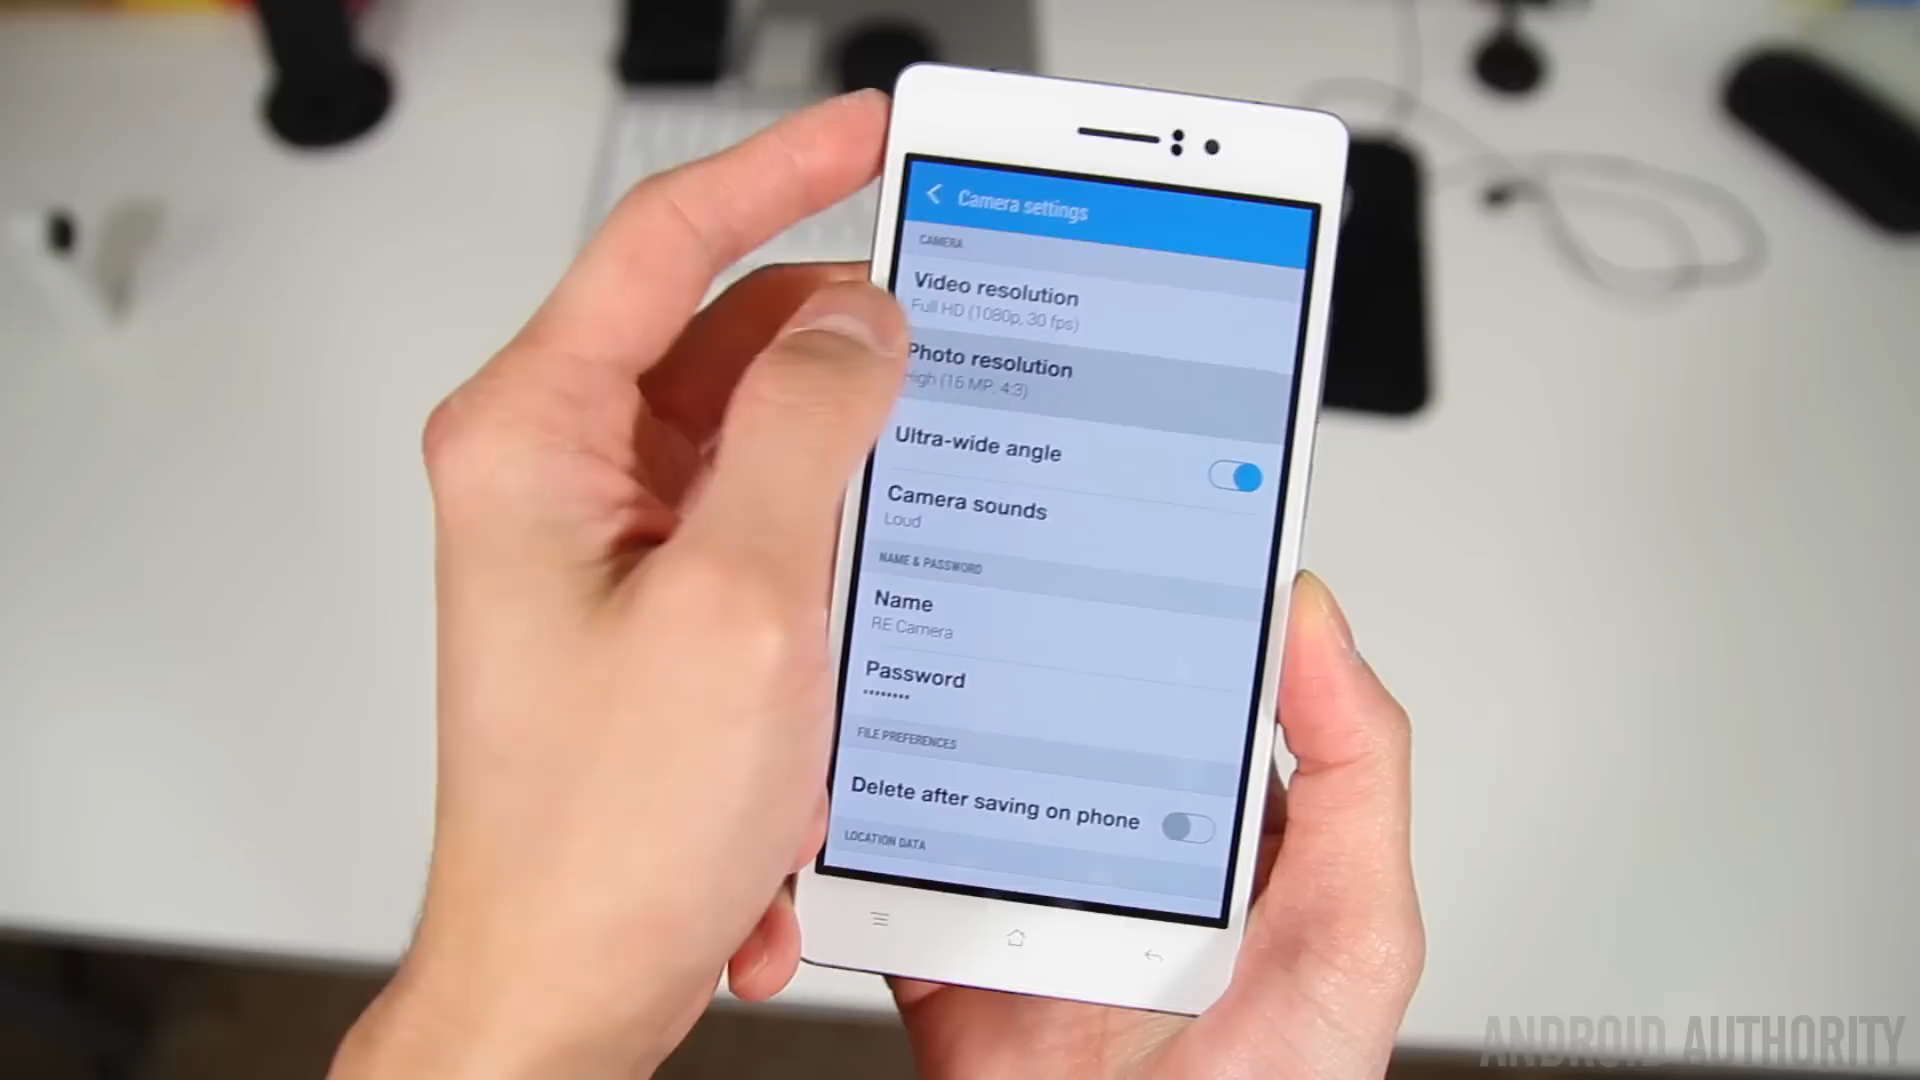 Camera settings
CAMERA
Video resolution
Full HD (1080p, 30 fps)
Photo resolution
High (16 MP, 4:3)
Ultra-wide angle
Camera sounds
Loud
NAME & PASSWORD
Name
RE Camera
Password
••••••••
FILE PREFERENCES
Delete after saving on phone
LOCATION DATA
ANDROID AUTHORITY